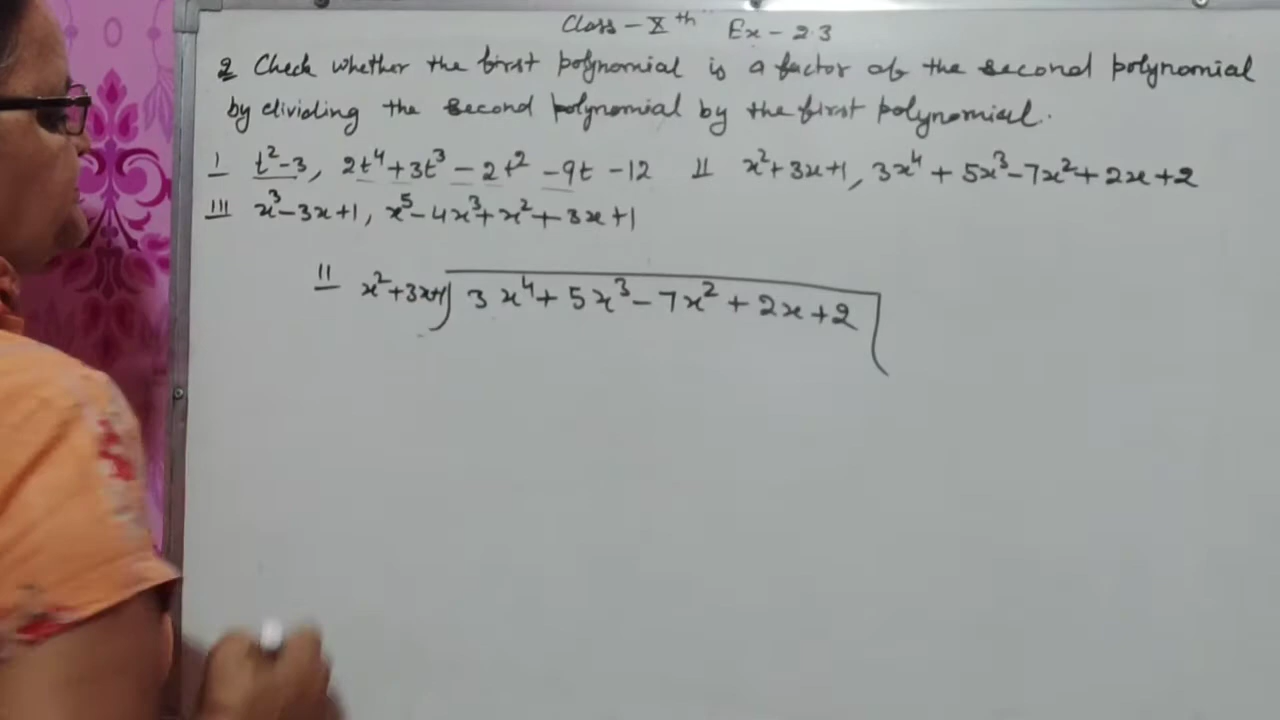 Class - Xth Ex - 2.3
Q Check whether the first polynomial is a factor of the second polynomial
by dividing the second polynomial by the first polynomial.
I t²-3, 2t⁴+3t³-2t²-9t-12 II x²+3x+1, 3x⁴+5x³-7x²+2x+2
III x³-3x+1, x⁵-4x³+x²+3x+1
II x²+3x+1) 3x⁴+5x³-7x²+2x+2 (